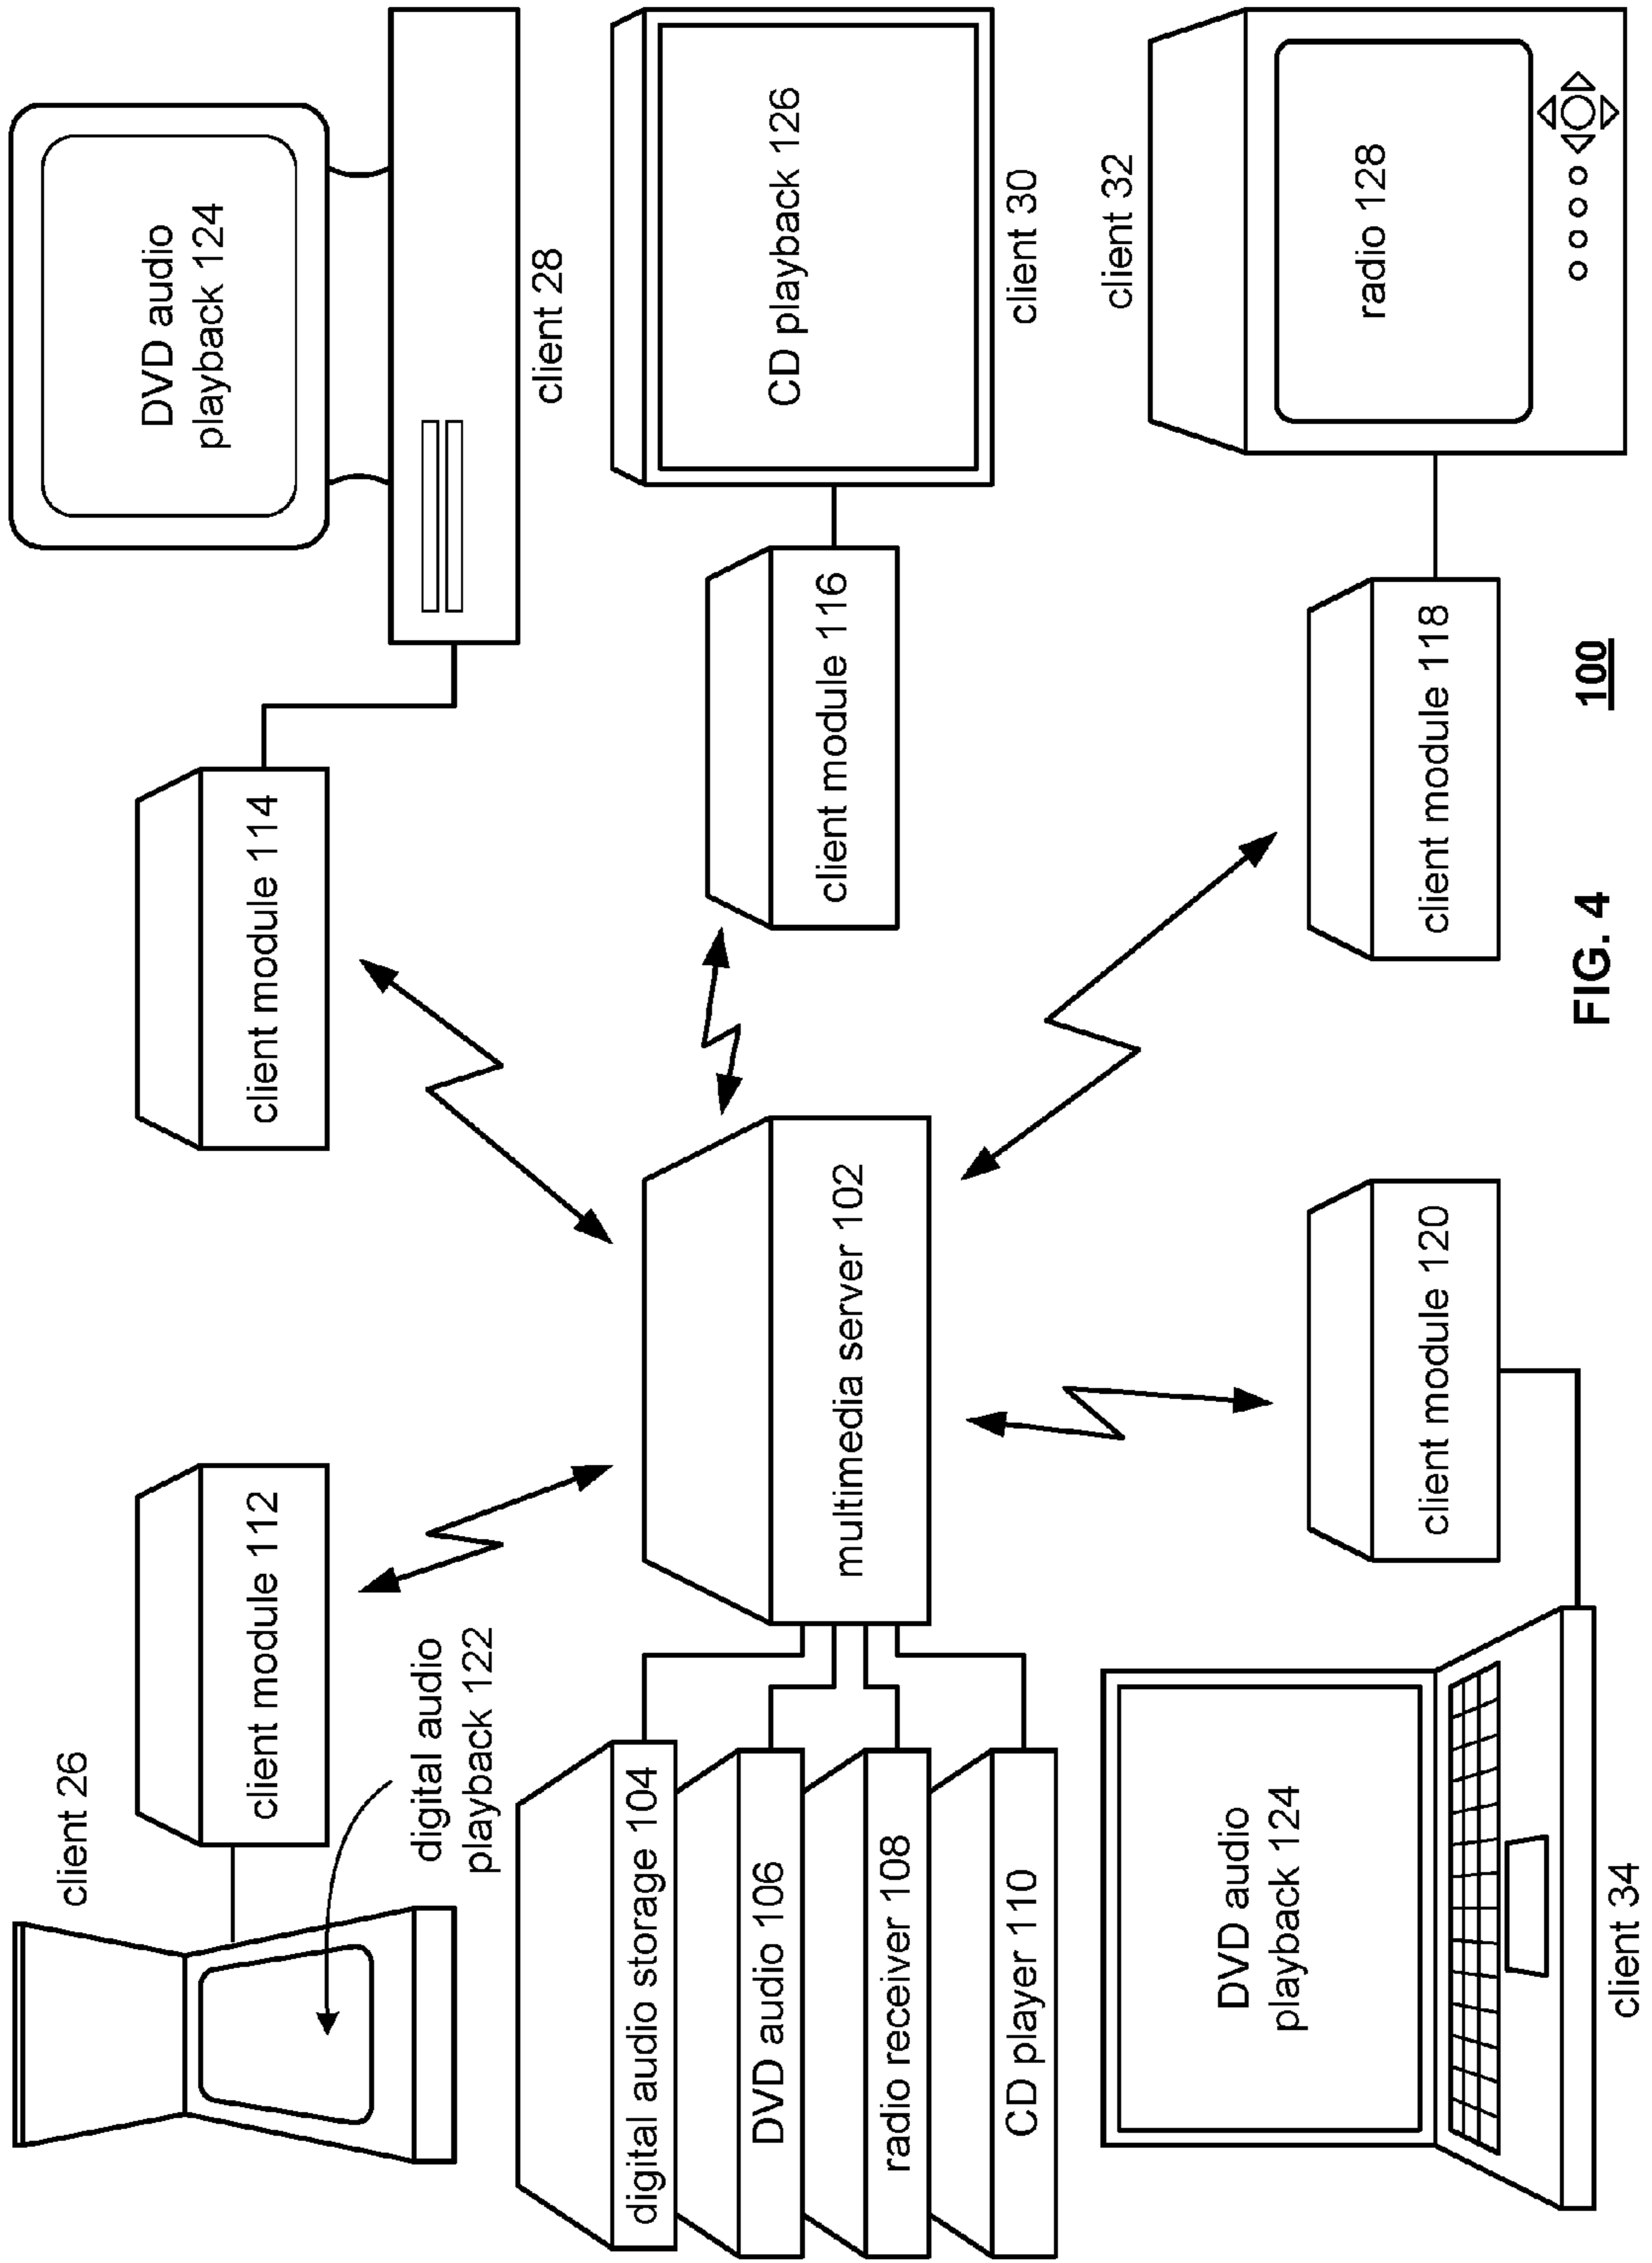 client 26
client module 112
digital audio
playback 122
client module 114
DVD audio
playback 124
client 28
digital audio storage 104
DVD audio 106
radio receiver 108
CD player 110
multimedia server 102
client module 116
CD playback 126
client 30
DVD audio
playback 124
client 34
client module 120
client module 118
client 32
radio 128
FIG. 4
100